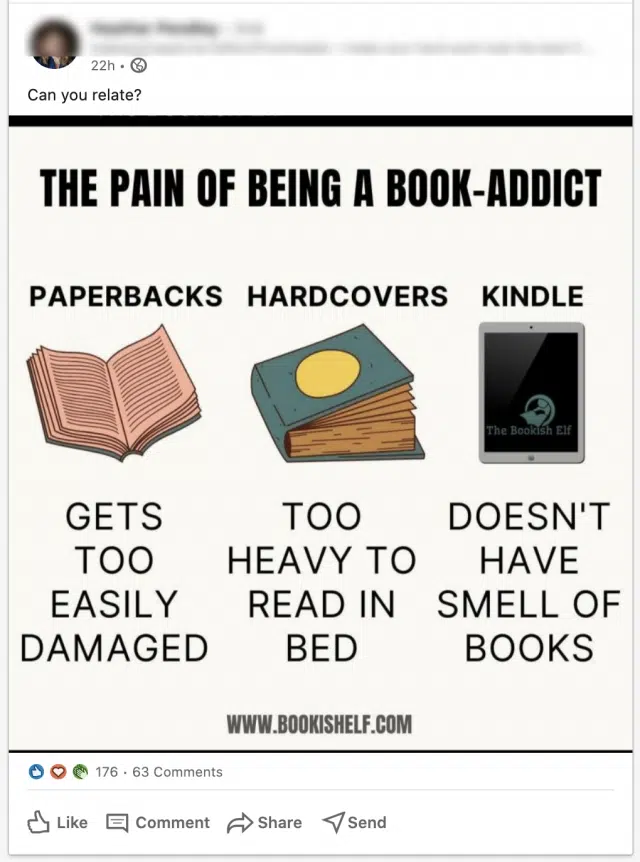 22h •
Can you relate?
THE PAIN OF BEING A BOOK-ADDICT
PAPERBACKS HARDCOVERS KINDLE
The Bookish Elf
GETS
TOO
EASILY
DAMAGED
TOO
HEAVY TO
READ IN
BED
DOESN'T
HAVE
SMELL OF
BOOKS
WWW.BOOKISHELF.COM
176 · 63 Comments
Like Comment Share Send